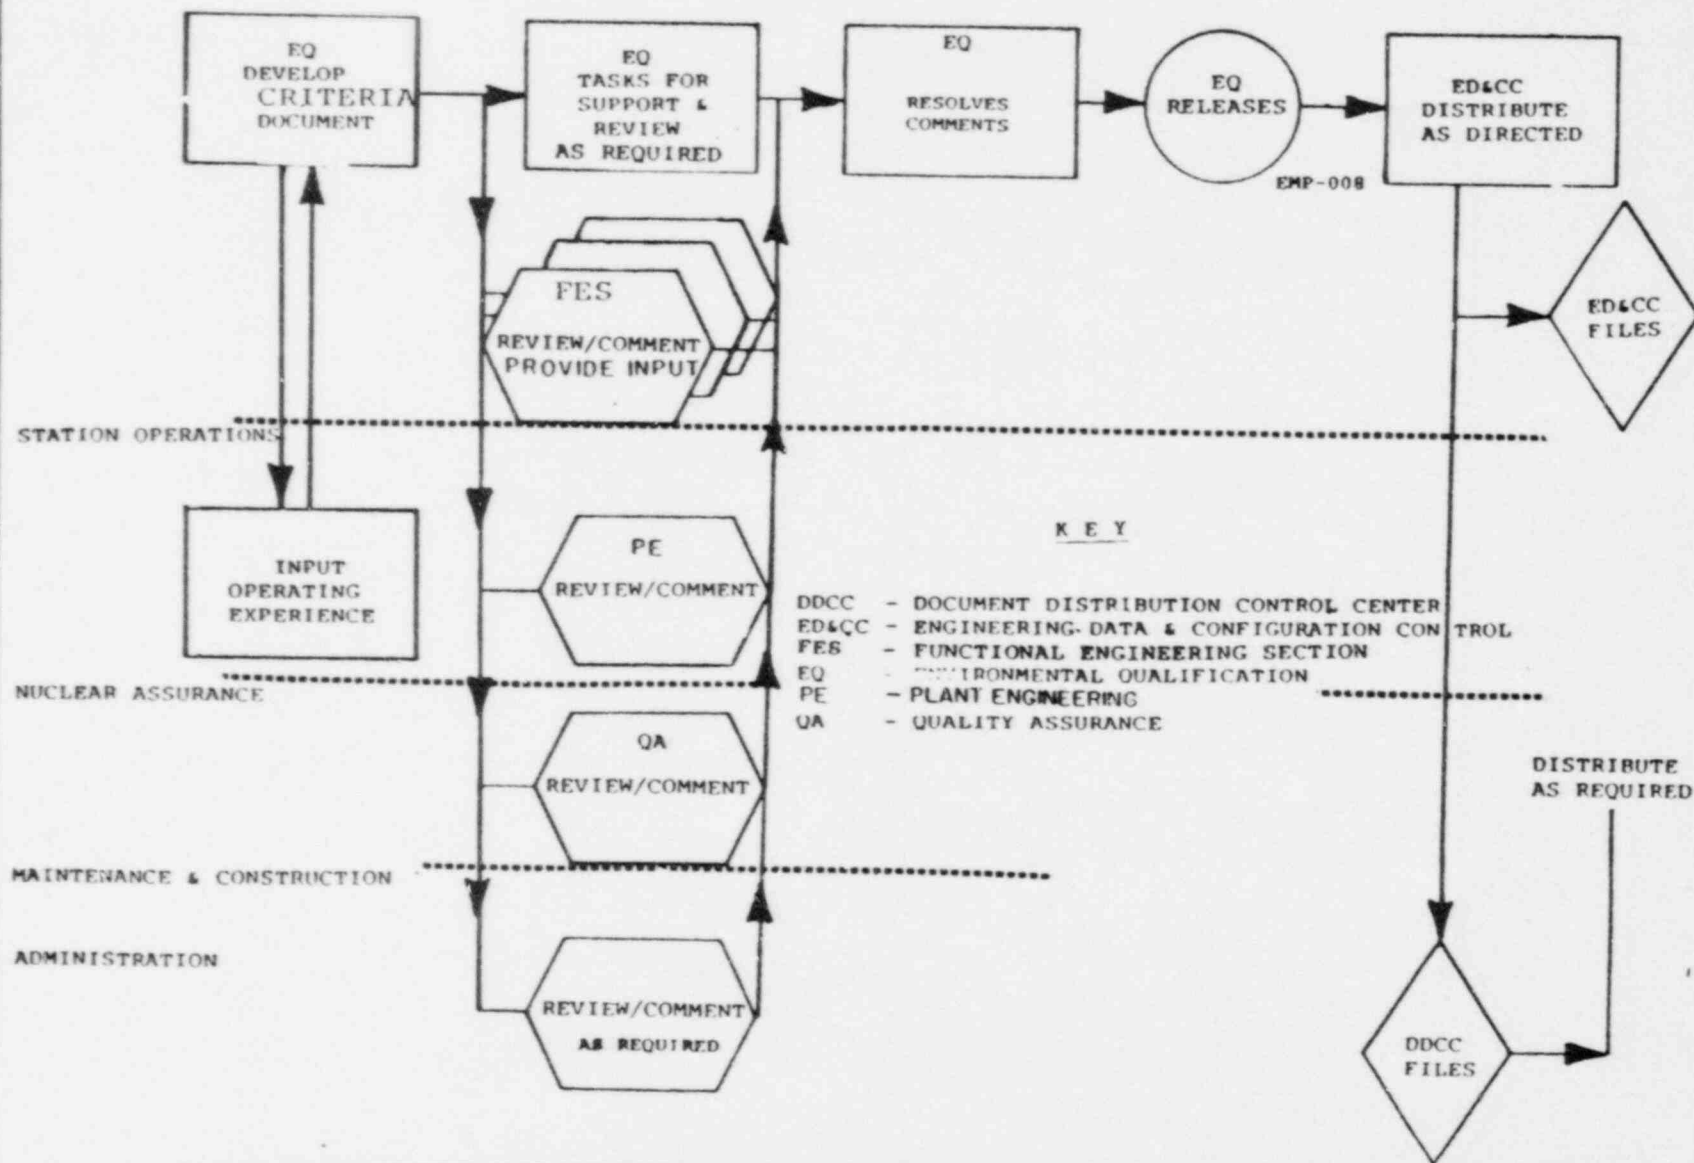 EQ
DEVELOP
CRITERIA
DOCUMENT
EQ
TASKS FOR
SUPPORT &
REVIEW
AS REQUIRED
EQ
RESOLVES
COMMENTS
EQ
RELEASES
EMP-008
ED&CC
DISTRIBUTE
AS DIRECTED
FES
REVIEW/COMMENT
PROVIDE INPUT
ED&CC
FILES
STATION OPERATIONS
INPUT
OPERATING
EXPERIENCE
PE
REVIEW/COMMENT
K E Y
DDCC - DOCUMENT DISTRIBUTION CONTROL CENTER
ED&CC - ENGINEERING DATA & CONFIGURATION CONTROL
FES - FUNCTIONAL ENGINEERING SECTION
EQ - QUALIFICATION
PE - PLANT ENGINEERING
QA - QUALITY ASSURANCE
NUCLEAR ASSURANCE
QA
REVIEW/COMMENT
DISTRIBUTE
AS REQUIRED
MAINTENANCE & CONSTRUCTION
ADMINISTRATION
REVIEW/COMMENT
AS REQUIRED
DDCC
FILES